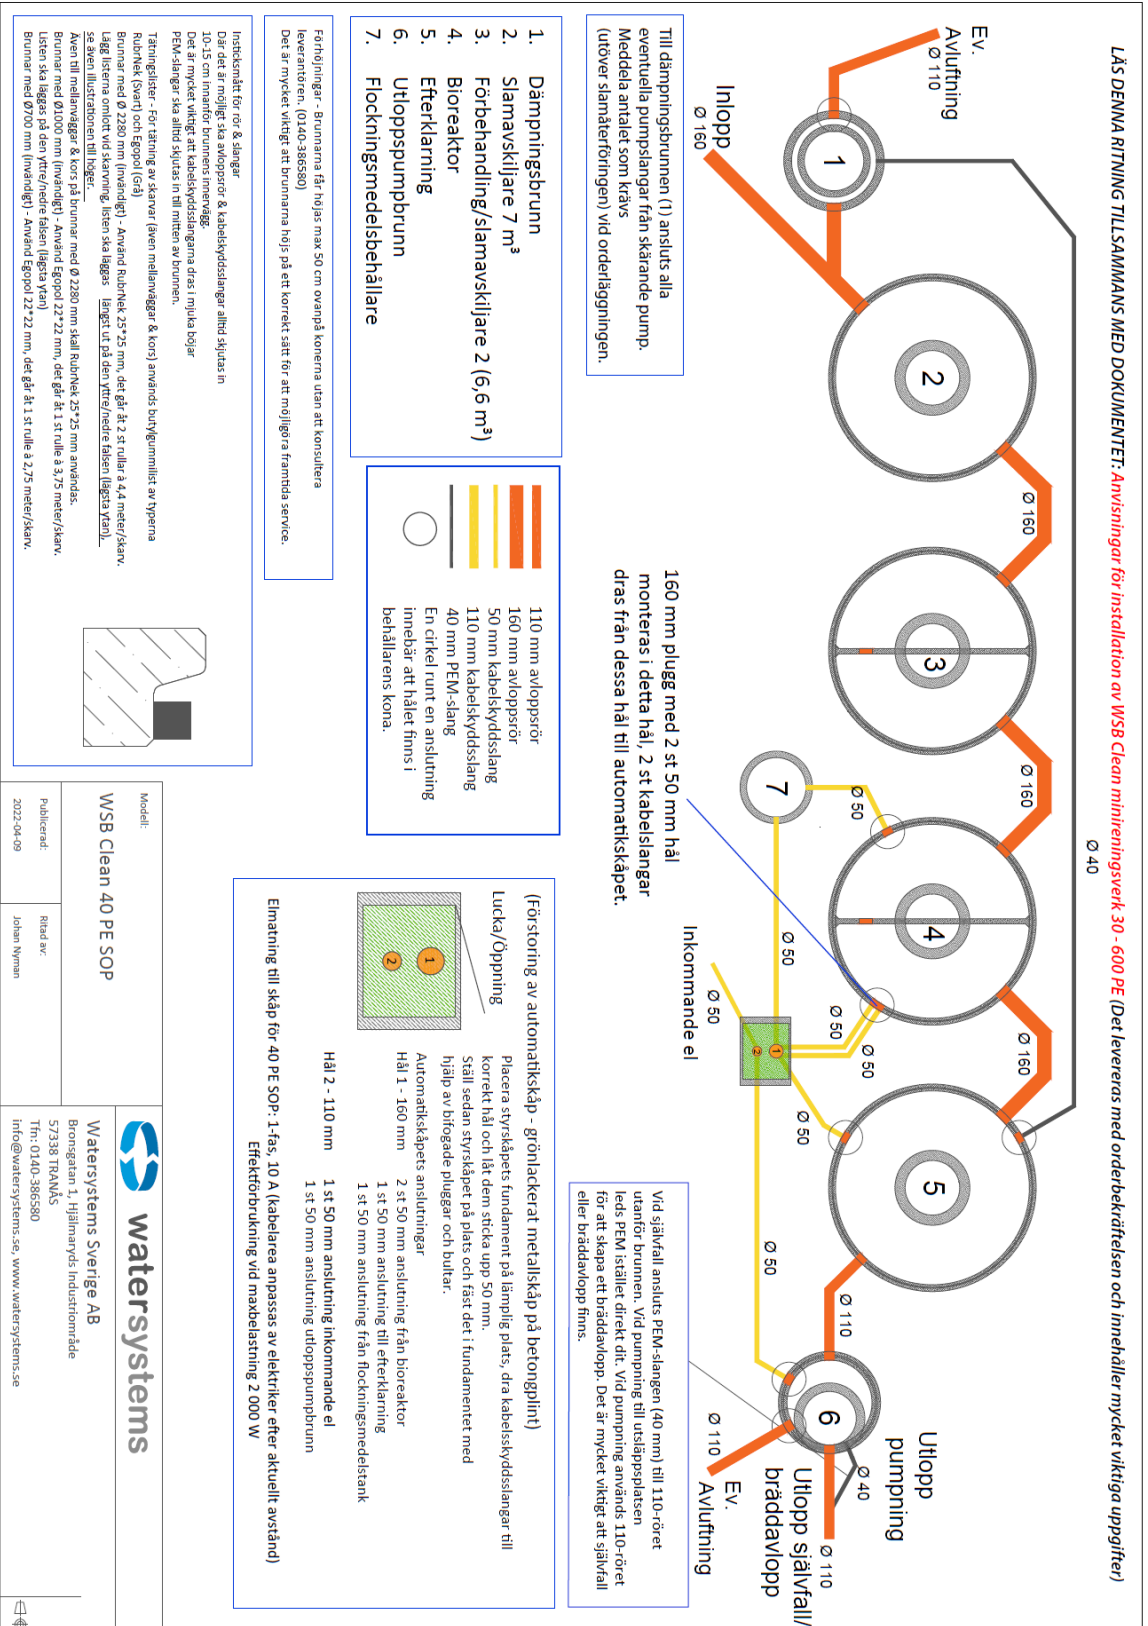 LÄS DENNA RITNING TILLSAMMANS MED DOKUMENTET: Anvisningar för installation av WSB Clean minireningsverk 30 - 600 PE (Det levereras med orderbekräftelsen och innehåller mycket viktiga uppgifter)
Ev.
Avluftning
Ø 110
Inlopp
Ø 160
1
2
Ø 160
3
Ø 160
4
Ø 160
5
Ø 40
Ø 110
6
7
Ø 50
Ø 50
Ø 50
Ø 50
Ø 50
Ø 50
Ø 50
Inkommande el
1
2
Utlopp
pumpning
Ø 40
Ø 110
Utlopp självfall/
bräddavlopp
Ø 110
Ev.
Avluftning
Till dämpningsbrunnen (1) ansluts alla
eventuella pumpslangar från skärande pump.
Meddela antalet som krävs
(utöver slamåterföringen) vid orderläggningen.
160 mm plugg med 2 st 50 mm hål
monteras i detta hål, 2 st kabelslangar
dras från dessa hål till automatikskåpet.
Vid självfall ansluts PEM-slangen (40 mm) till 110-röret
utanför brunnen. Vid pumpning till utsläppsplatsen
leds PEM istället direkt dit. Vid pumpning används 110-röret
för att skapa ett bräddavlopp. Det är mycket viktigt att självfall
eller bräddavlopp finns.
1. Dämpningsbrunn
2. Slamavskiljare 7 m³
3. Förbehandling/slamavskiljare 2 (6,6 m³)
4. Bioreaktor
5. Efterklarning
6. Utloppspumpbrunn
7. Flockningsmedelsbehållare
110 mm avloppsrör
160 mm avloppsrör
50 mm kabelskyddsslang
110 mm kabelskyddsslang
40 mm PEM-slang
En cirkel runt en anslutning
innebär att hålet finns i
behållarens kona.
(Förstoring av automatikskåp - grönlackerat metallskåp på betongplint)
Lucka/Öppning
1
2
Placera styrskåpets fundament på lämplig plats, dra kabelsskyddsslangar till
korrekt hål och låt dem sticka upp 50 mm.
Ställ sedan styrskåpet på plats och fäst det i fundamentet med
hjälp av bifogade pluggar och bultar.
Automatikskåpets anslutningar
Hål 1 - 160 mm 2 st 50 mm anslutning från bioreaktor
1 st 50 mm anslutning till efterklarning
1 st 50 mm anslutning från flockningsmedelstank
Hål 2 - 110 mm 1 st 50 mm anslutning inkommande el
1 st 50 mm anslutning utloppspumpbrunn
Elmatning till skåp för 40 PE SOP: 1-fas, 10 A (kabelarea anpassas av elektriker efter aktuellt avstånd)
Effektförbrukning vid maxbelastning 2 000 W
Förhöjningar - Brunnarna får höjas max 50 cm ovanpå konerna utan att konsultera
leverantören. (0140-386580)
Det är mycket viktigt att brunnarna höjs på ett korrekt sätt för att möjligöra framtida service.
Insticksmått för rör & slangar
Där det är möjligt ska avloppsrör & kabelskyddsslangar alltid skjutas in
10-15 cm innanför brunnens innervägg.
Det är mycket viktigt att kabelskyddsslangarna dras i mjuka böjar
PEM-slangar ska alltid skjutas in till mitten av brunnen.
Tätningslister - För tätning av skarvar (även mellanväggar & kors) används butylgummilist av typerna
RubrNek (Svart) och Egopol (Grå)
Brunnar med Ø 2280 mm (invändigt) - Använd RubrNek 25*25 mm, det går åt 2 st rullar à 4,4 meter/skarv.
Lägg listerna omlott vid skarvning, listen ska läggas längst ut på den yttre/nedre falsen (lägsta ytan),
se även illustrationen till höger.
Även till mellanväggar & kors på brunnar med Ø 2280 mm skall RubrNek 25*25 mm användas.
Brunnar med Ø1000 mm (invändigt) - Använd Egopol 22*22 mm, det går åt 1 st rulle à 3,75 meter/skarv.
Listen ska läggas på den yttre/nedre falsen (lägsta ytan)
Brunnar med Ø700 mm (invändigt) - Använd Egopol 22*22 mm, det går åt 1 st rulle à 2,75 meter/skarv.
Modell:
WSB Clean 40 PE SOP
Publicerad:
2022-04-09
Ritad av:
Johan Nyman
watersystems
Watersystems Sverige AB
Bronsgatan 1, Hjälmaryds Industriområde
57338 TRANÅS
Tfn: 0140-386580
info@watersystems.se, www.watersystems.se